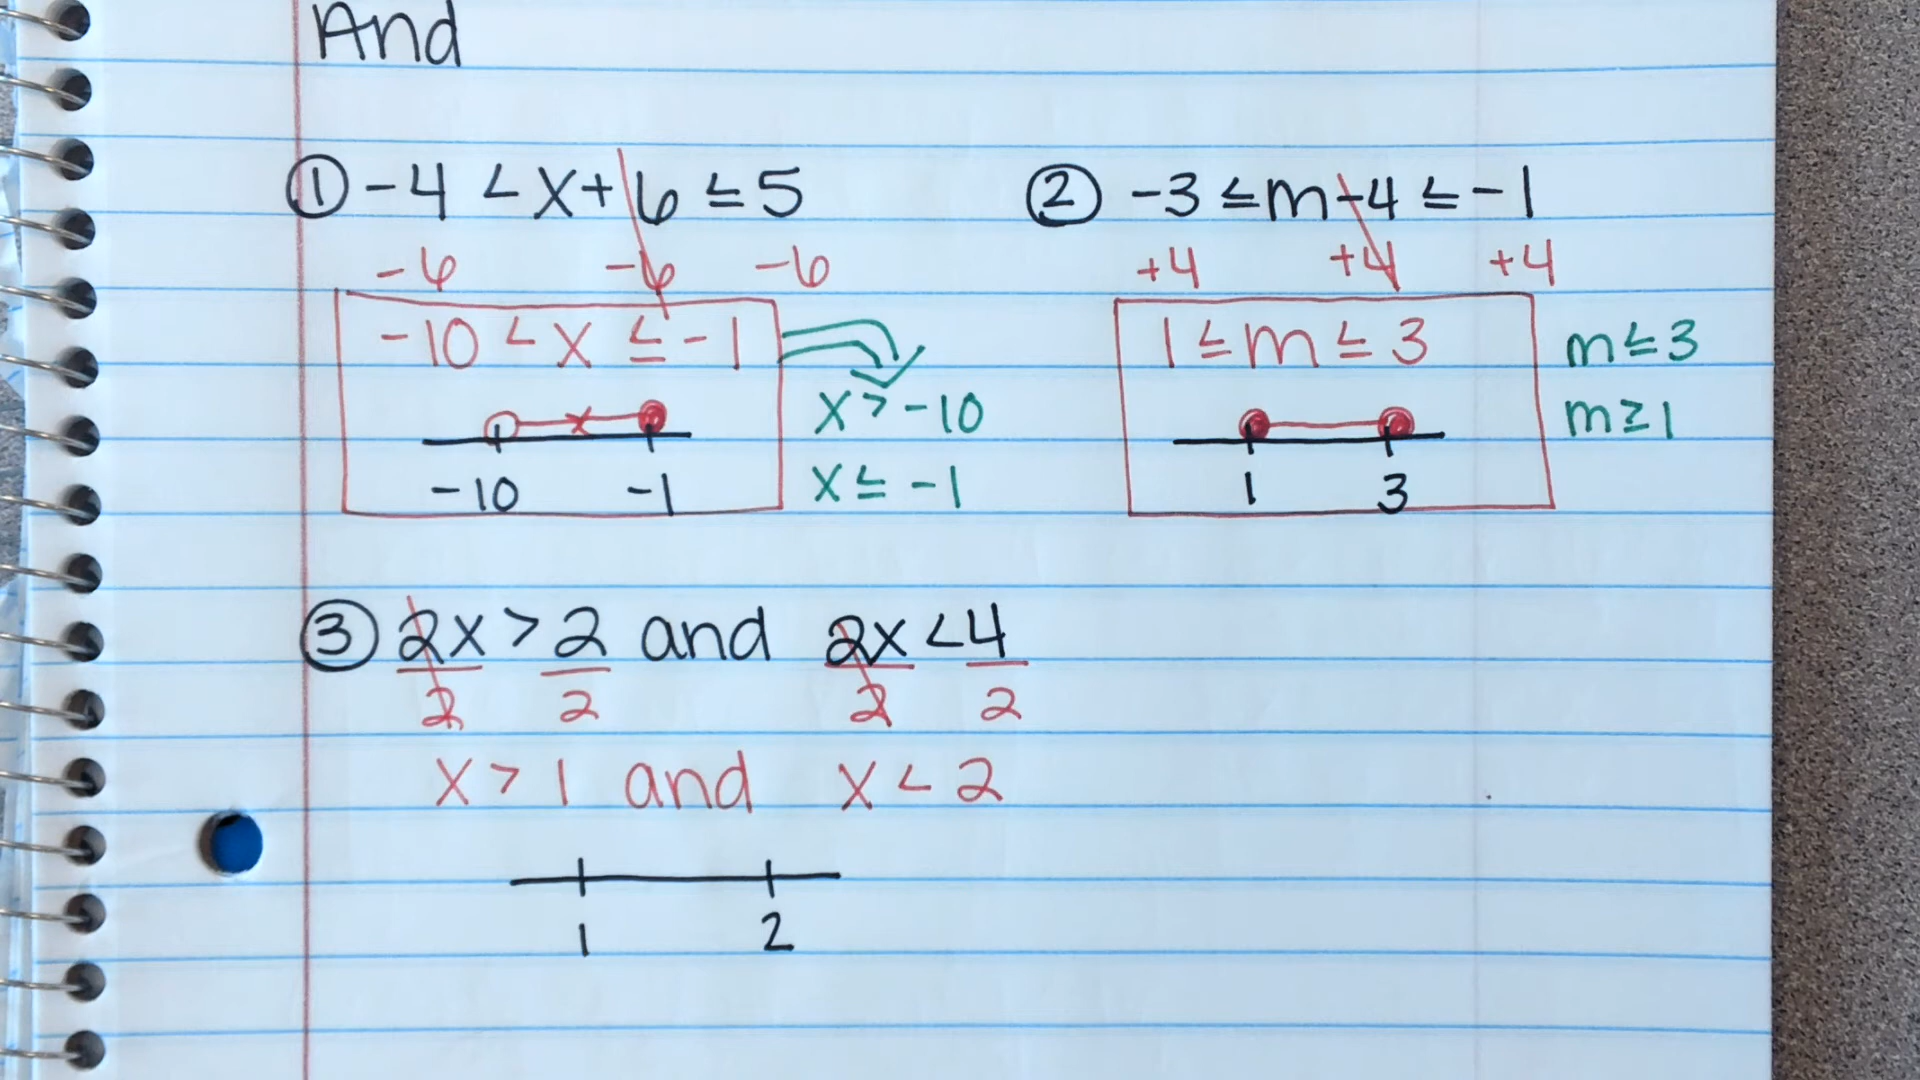 And
① -4 < x + 6 ≤ 5
-6 -6 -6
-10 < x ≤ -1
x > -10
x ≤ -1
-10 -1
② -3 ≤ m - 4 ≤ -1
+4 +4 +4
1 ≤ m ≤ 3
m ≤ 3
m ≥ 1
1 3
③ 2x > 2 and 2x < 4
2 2 2 2
x > 1 and x < 2
1 2